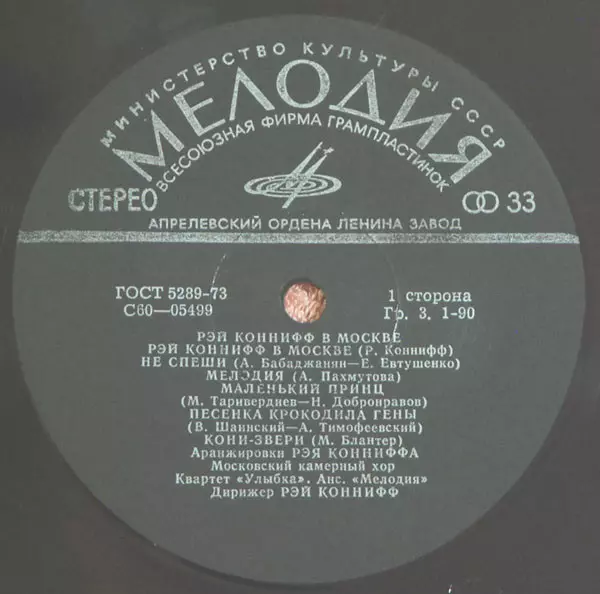 МИНИСТЕРСТВО КУЛЬТУРЫ СССР
МЕЛОДИЯ
ВСЕСОЮЗНАЯ ФИРМА ГРАМПЛАСТИНОК
СТЕРЕО
33
АПРЕЛЕВСКИЙ ОРДЕНА ЛЕНИНА ЗАВОД
ГОСТ 5289-73
1 сторона
С60—05499
Гр. 3. 1-90
РЭЙ КОННИФФ В МОСКВЕ
РЭЙ КОННИФФ В МОСКВЕ (Р. Коннифф)
НЕ СПЕШИ (А. Бабаджанян—Е. Евтушенко)
МЕЛОДИЯ (А. Пахмутова)
МАЛЕНЬКИЙ ПРИНЦ
(М. Таривердиев—Н. Добронравов)
ПЕСЕНКА КРОКОДИЛА ГЕНЫ
(В. Шаинский—А. Тимофеевский)
КОНИ-ЗВЕРИ (М. Блантер)
Аранжировки РЭЯ КОННИФФА
Московский камерный хор
Квартет «Улыбка». Анс. «Мелодия»
Дирижер РЭЙ КОННИФФ